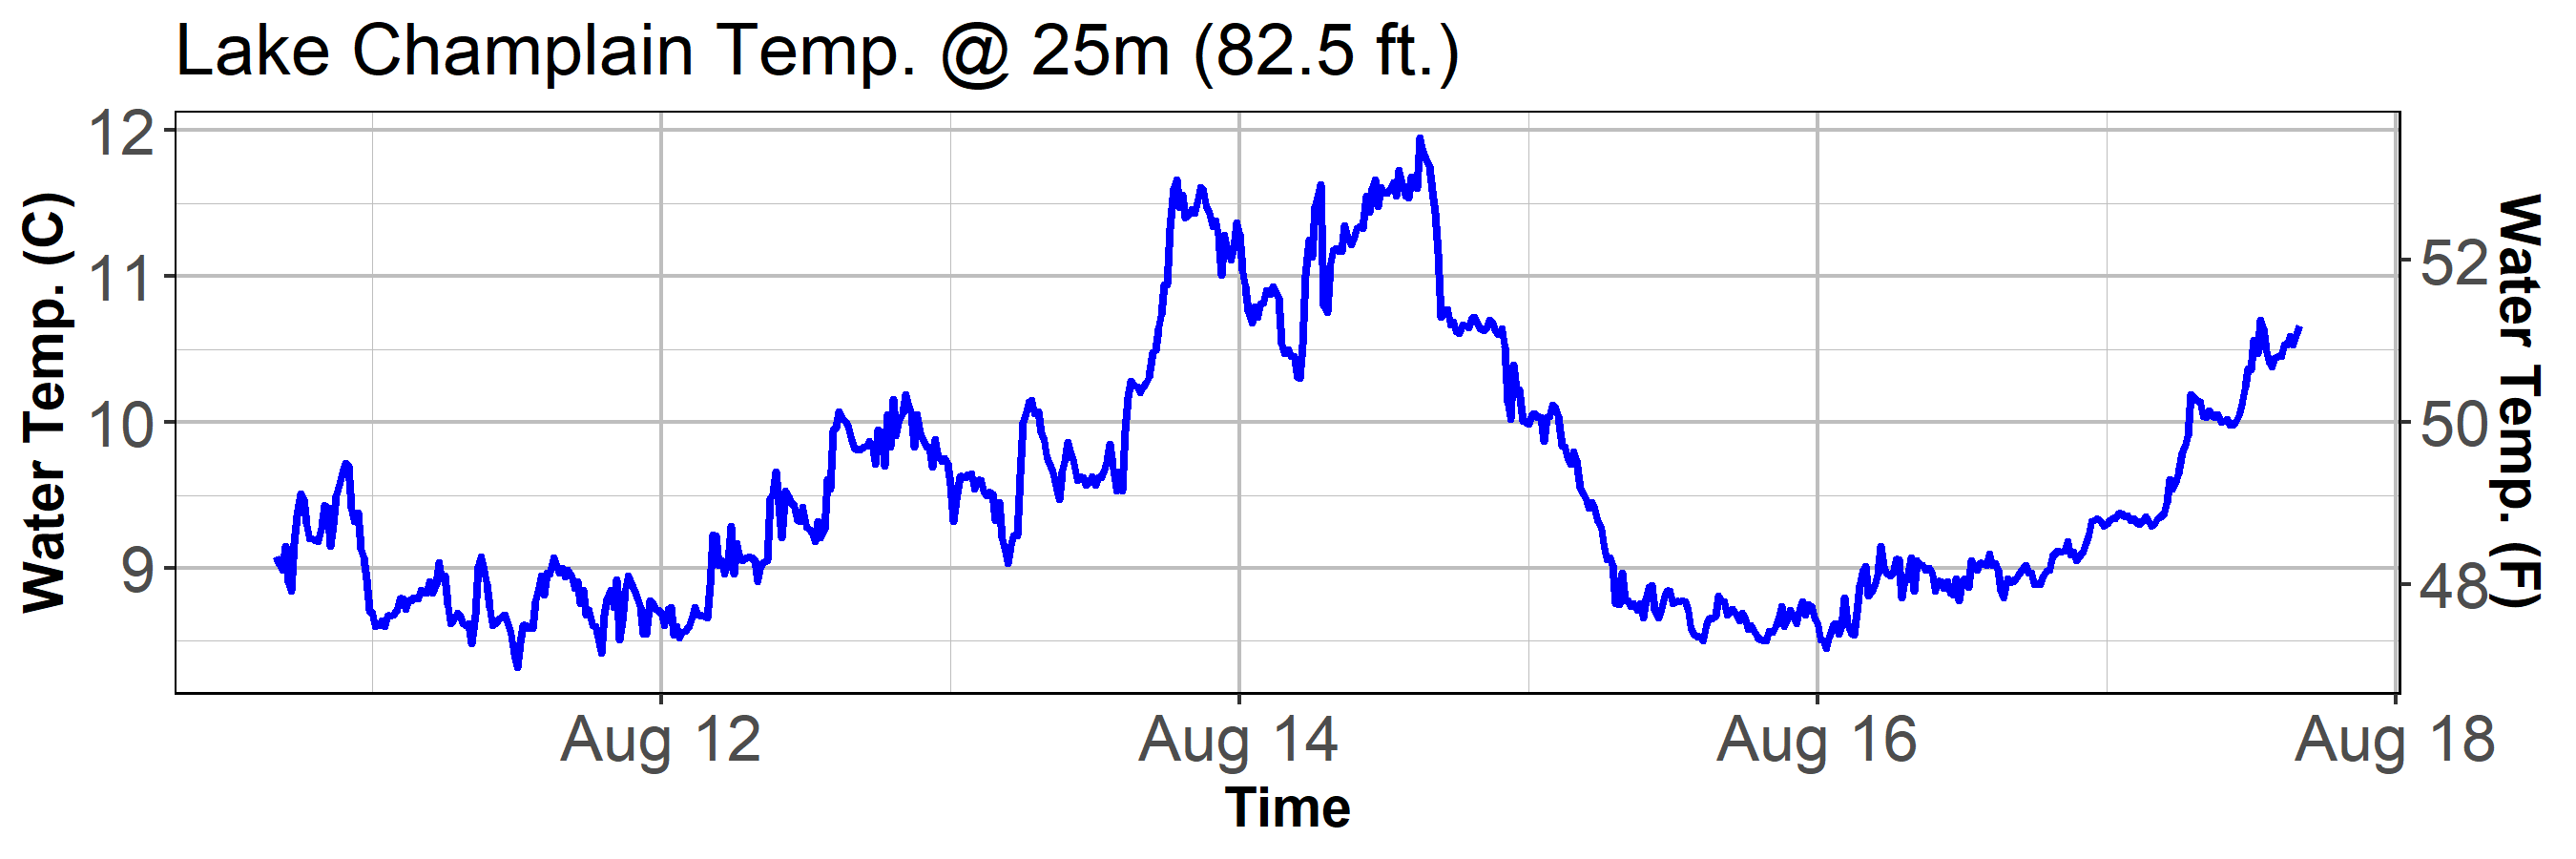 Lake Champlain Temp. @ 25m (82.5 ft.)
Water Temp. (C)
12
11
10
9
52
50
48
Water Temp. (F)
Aug 12
Aug 14
Aug 16
Aug 18
Time